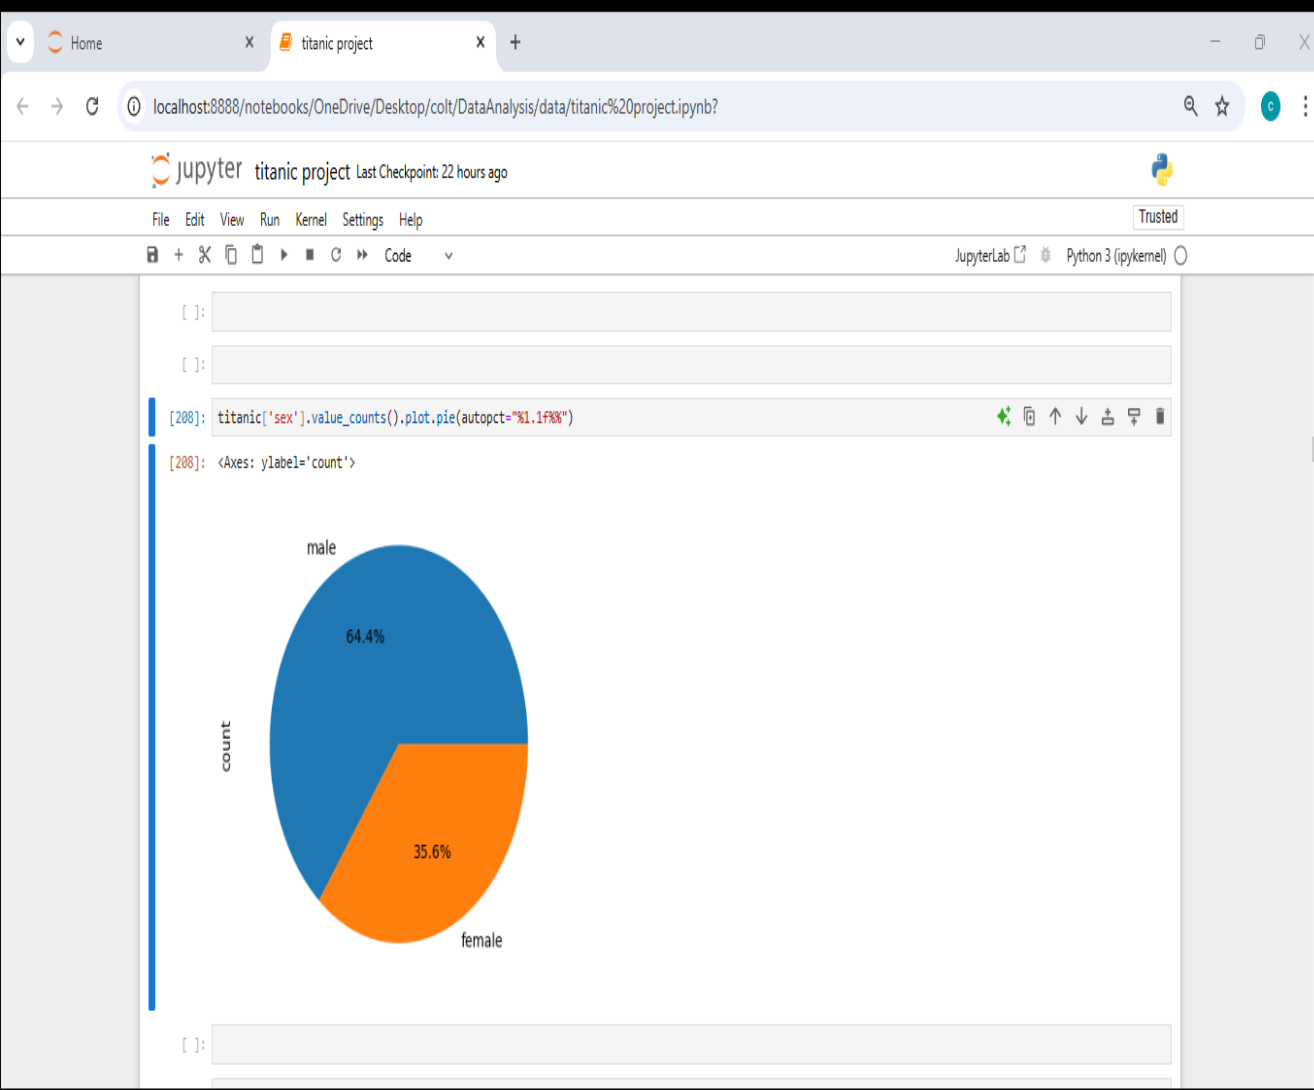 Home
titanic project
localhost:8888/notebooks/OneDrive/Desktop/colt/DataAnalysis/data/titanic%20project.ipynb?
c
jupyter titanic project Last Checkpoint: 22 hours ago
File Edit View Run Kernel Settings Help
Trusted
Code
JupyterLab
Python 3 (ipykernel)
[ ]:
[ ]:
[208]: titanic['sex'].value_counts().plot.pie(autopct="%1.1f%%")
[208]: <Axes: ylabel='count'>
male
64.4%
count
35.6%
female
[ ]: